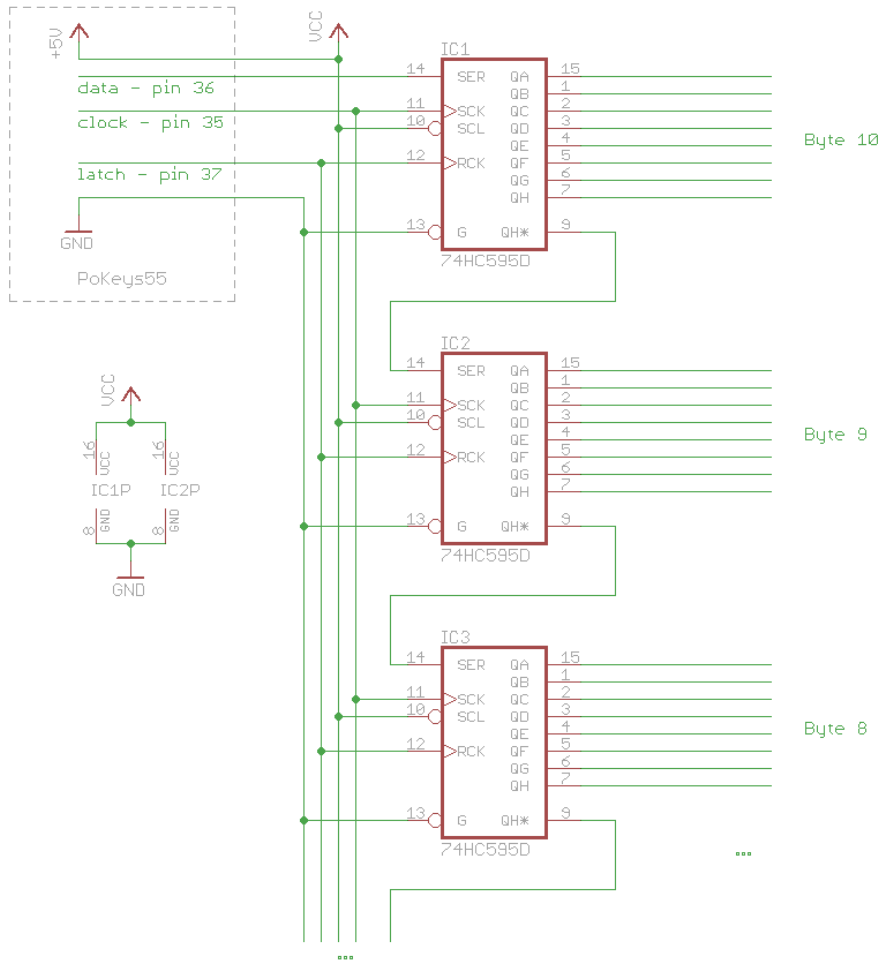 +5V
VCC
data - pin 36
clock - pin 35
latch - pin 37
GND
PoKeys55
IC1
14 SER QA 15
QB 1
11 SCK QC 2
10 SCL QD 3
QE 4
12 RCK QF 5
QG 6
QH 7
13 G QH* 9
74HC595D
Byte 10
IC2
14 SER QA 15
QB 1
11 SCK QC 2
10 SCL QD 3
QE 4
12 RCK QF 5
QG 6
QH 7
13 G QH* 9
74HC595D
Byte 9
VCC
16 VCC 16 VCC
IC1P IC2P
8 GND 8 GND
GND
IC3
14 SER QA 15
QB 1
11 SCK QC 2
10 SCL QD 3
QE 4
12 RCK QF 5
QG 6
QH 7
13 G QH* 9
74HC595D
Byte 8
...
...